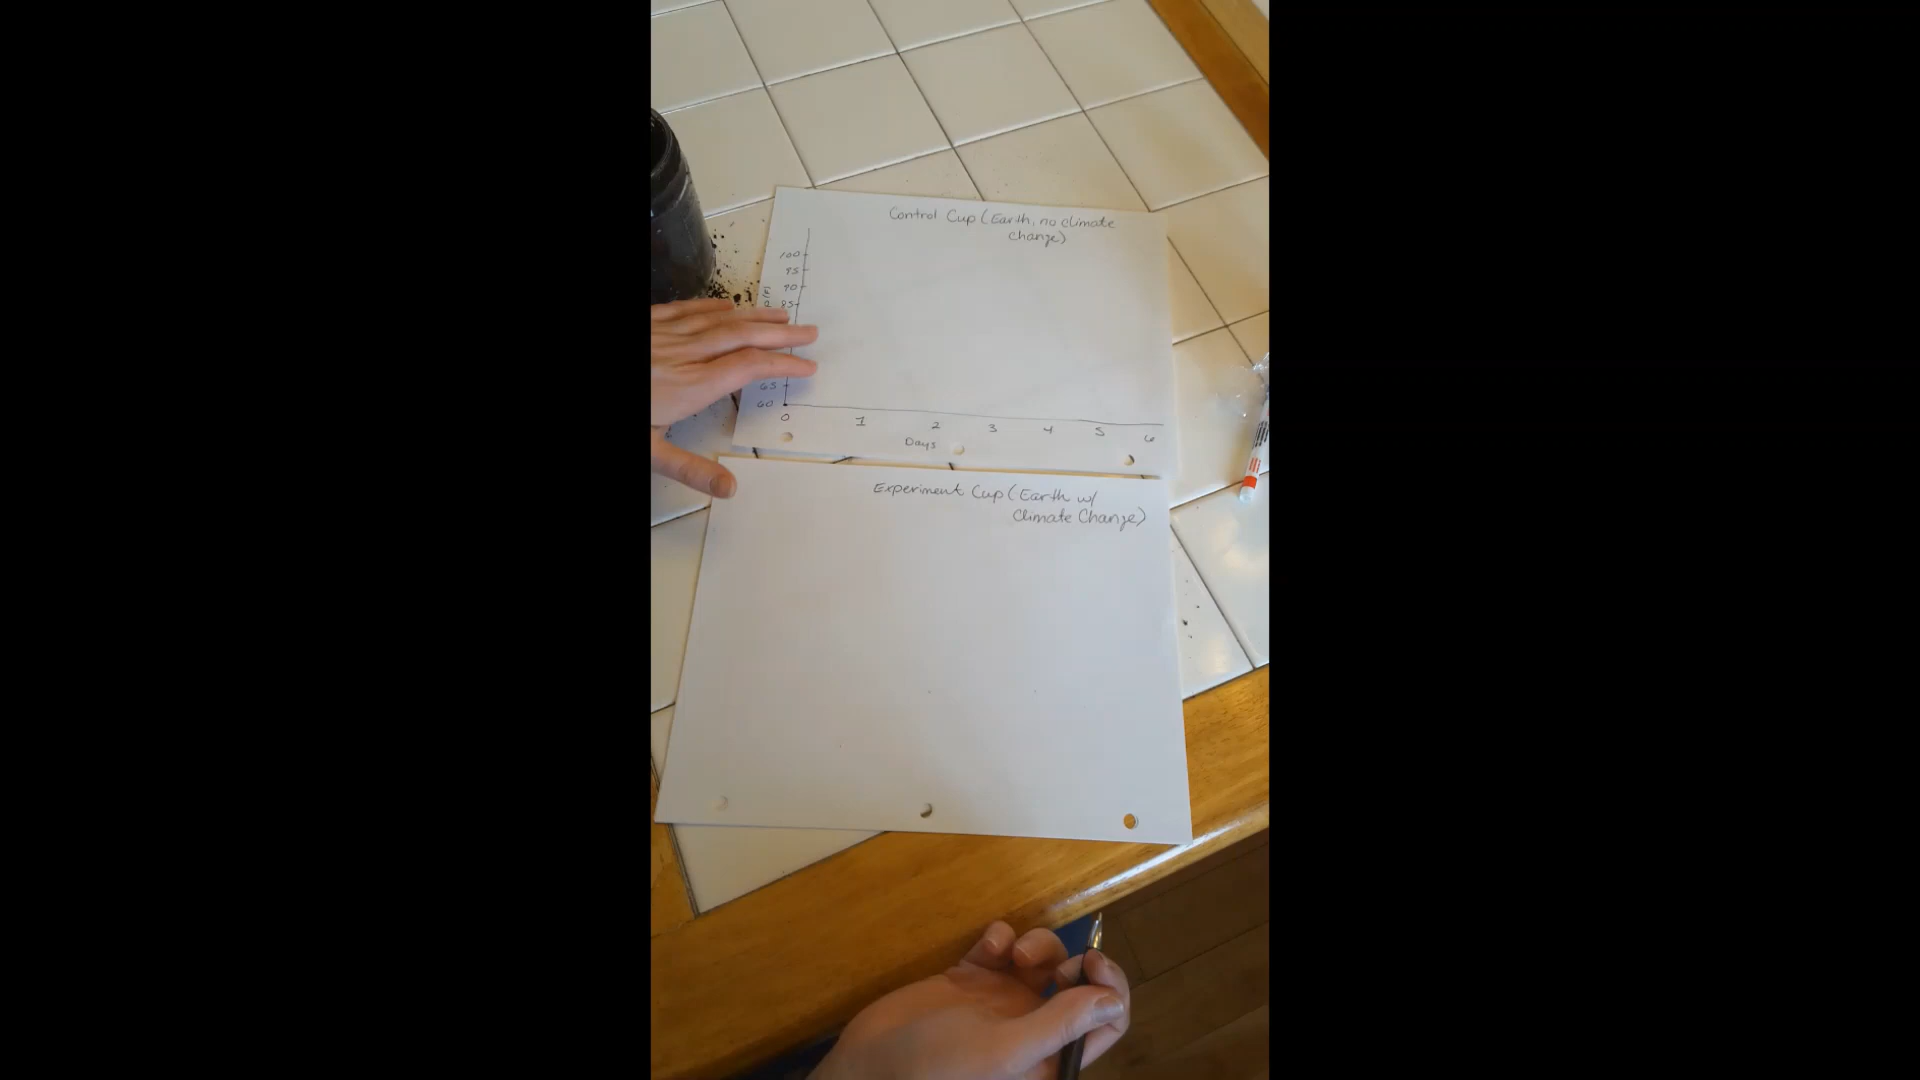 Control Cup (Earth, no climate
change)
100
95
90
85
65
60
0 1 2 3 4 5 6
Days
Experiment Cup (Earth w/
Climate Change)